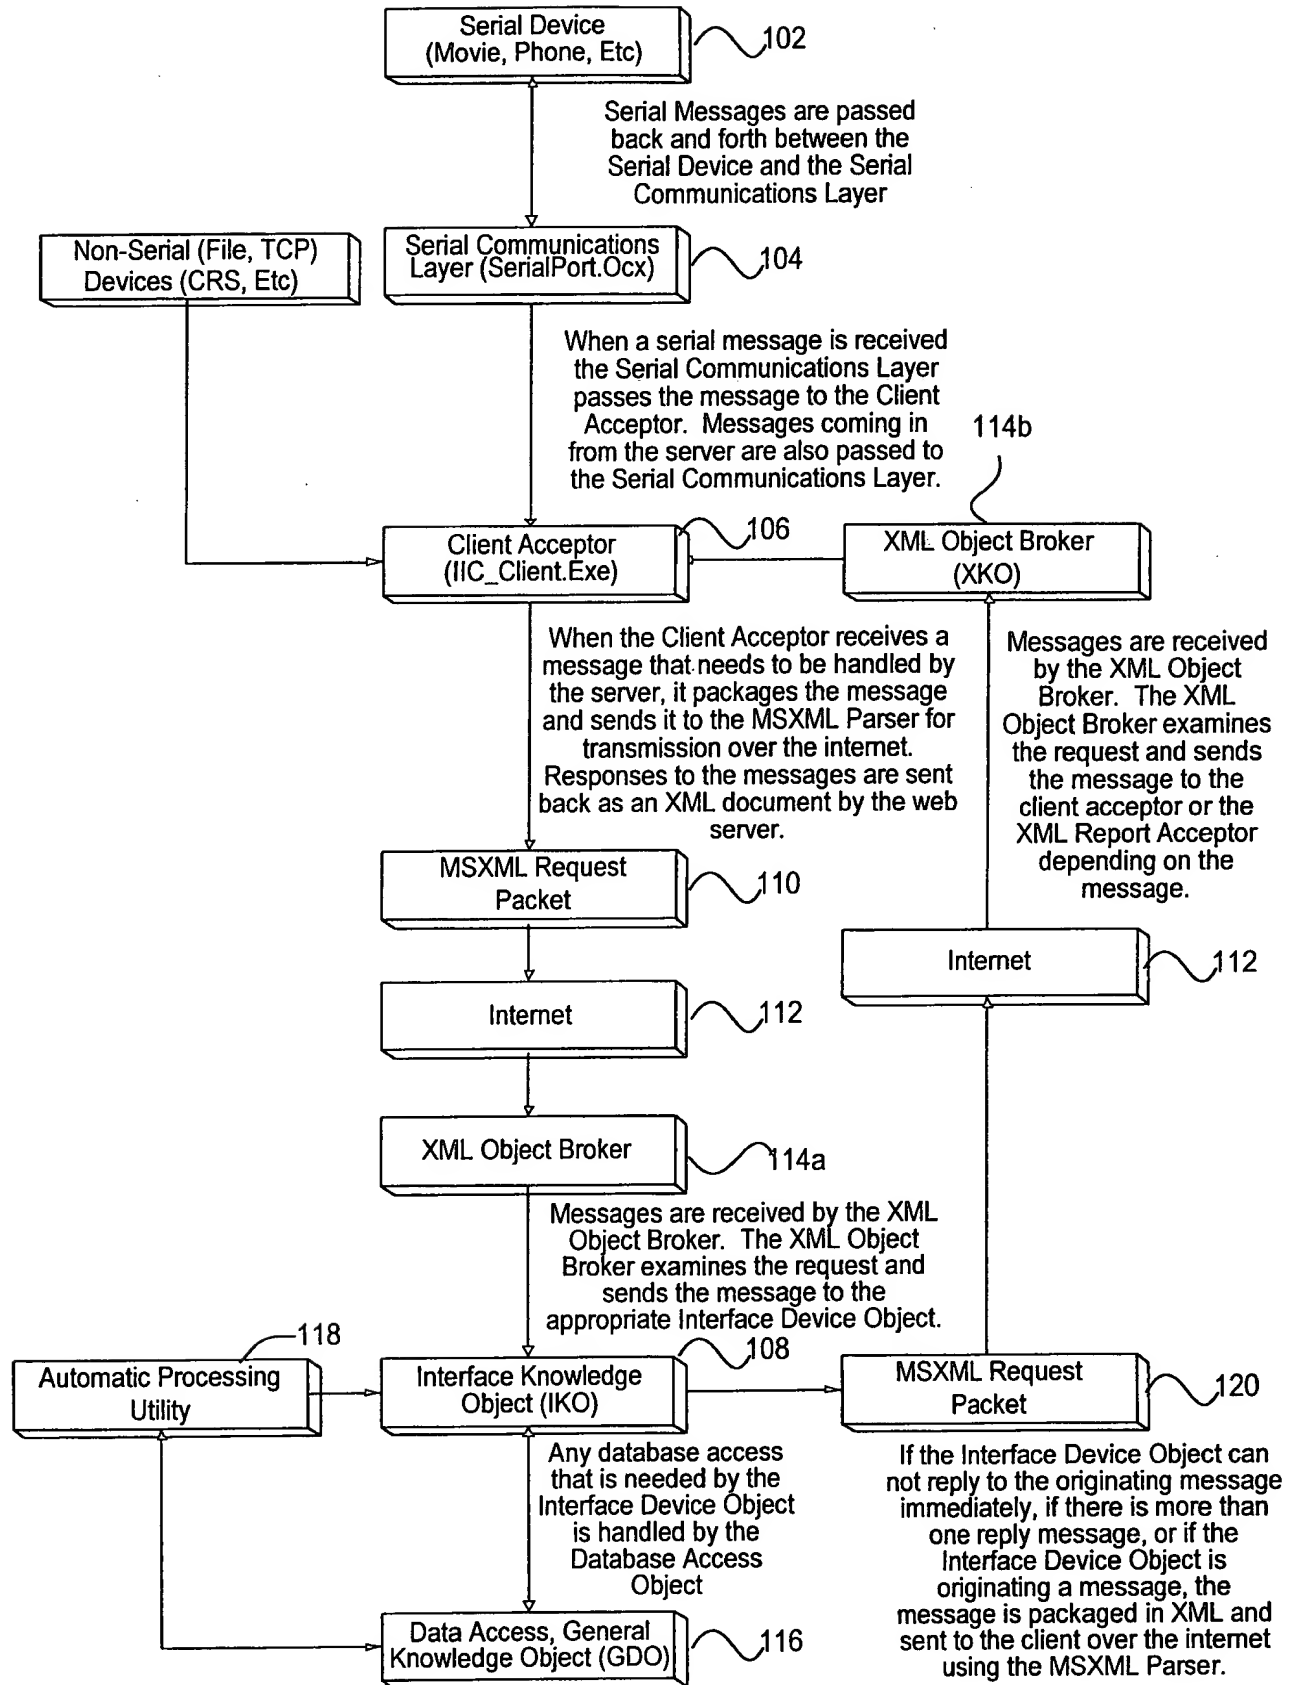 Serial Device
(Movie, Phone, Etc)
102
Serial Messages are passed
back and forth between the
Serial Device and the Serial
Communications Layer
Non-Serial (File, TCP)
Devices (CRS, Etc)
Serial Communications
Layer (SerialPort.Ocx)
104
When a serial message is received
the Serial Communications Layer
passes the message to the Client
Acceptor. Messages coming in
from the server are also passed to
the Serial Communications Layer.
114b
Client Acceptor
(IIC_Client.Exe)
106
XML Object Broker
(XKO)
When the Client Acceptor receives a
message that needs to be handled by
the server, it packages the message
and sends it to the MSXML Parser for
transmission over the internet.
Responses to the messages are sent
back as an XML document by the web
server.
Messages are received
by the XML Object
Broker. The XML
Object Broker examines
the request and sends
the message to the
client acceptor or the
XML Report Acceptor
depending on the
message.
MSXML Request
Packet
110
Internet
112
Internet
112
XML Object Broker
114a
Messages are received by the XML
Object Broker. The XML Object
Broker examines the request and
sends the message to the
appropriate Interface Device Object.
118
Automatic Processing
Utility
Interface Knowledge
Object (IKO)
108
MSXML Request
Packet
120
Any database access
that is needed by the
Interface Device Object
is handled by the
Database Access
Object
If the Interface Device Object can
not reply to the originating message
immediately, if there is more than
one reply message, or if the
Interface Device Object is
originating a message, the
message is packaged in XML and
sent to the client over the internet
using the MSXML Parser.
Data Access, General
Knowledge Object (GDO)
116